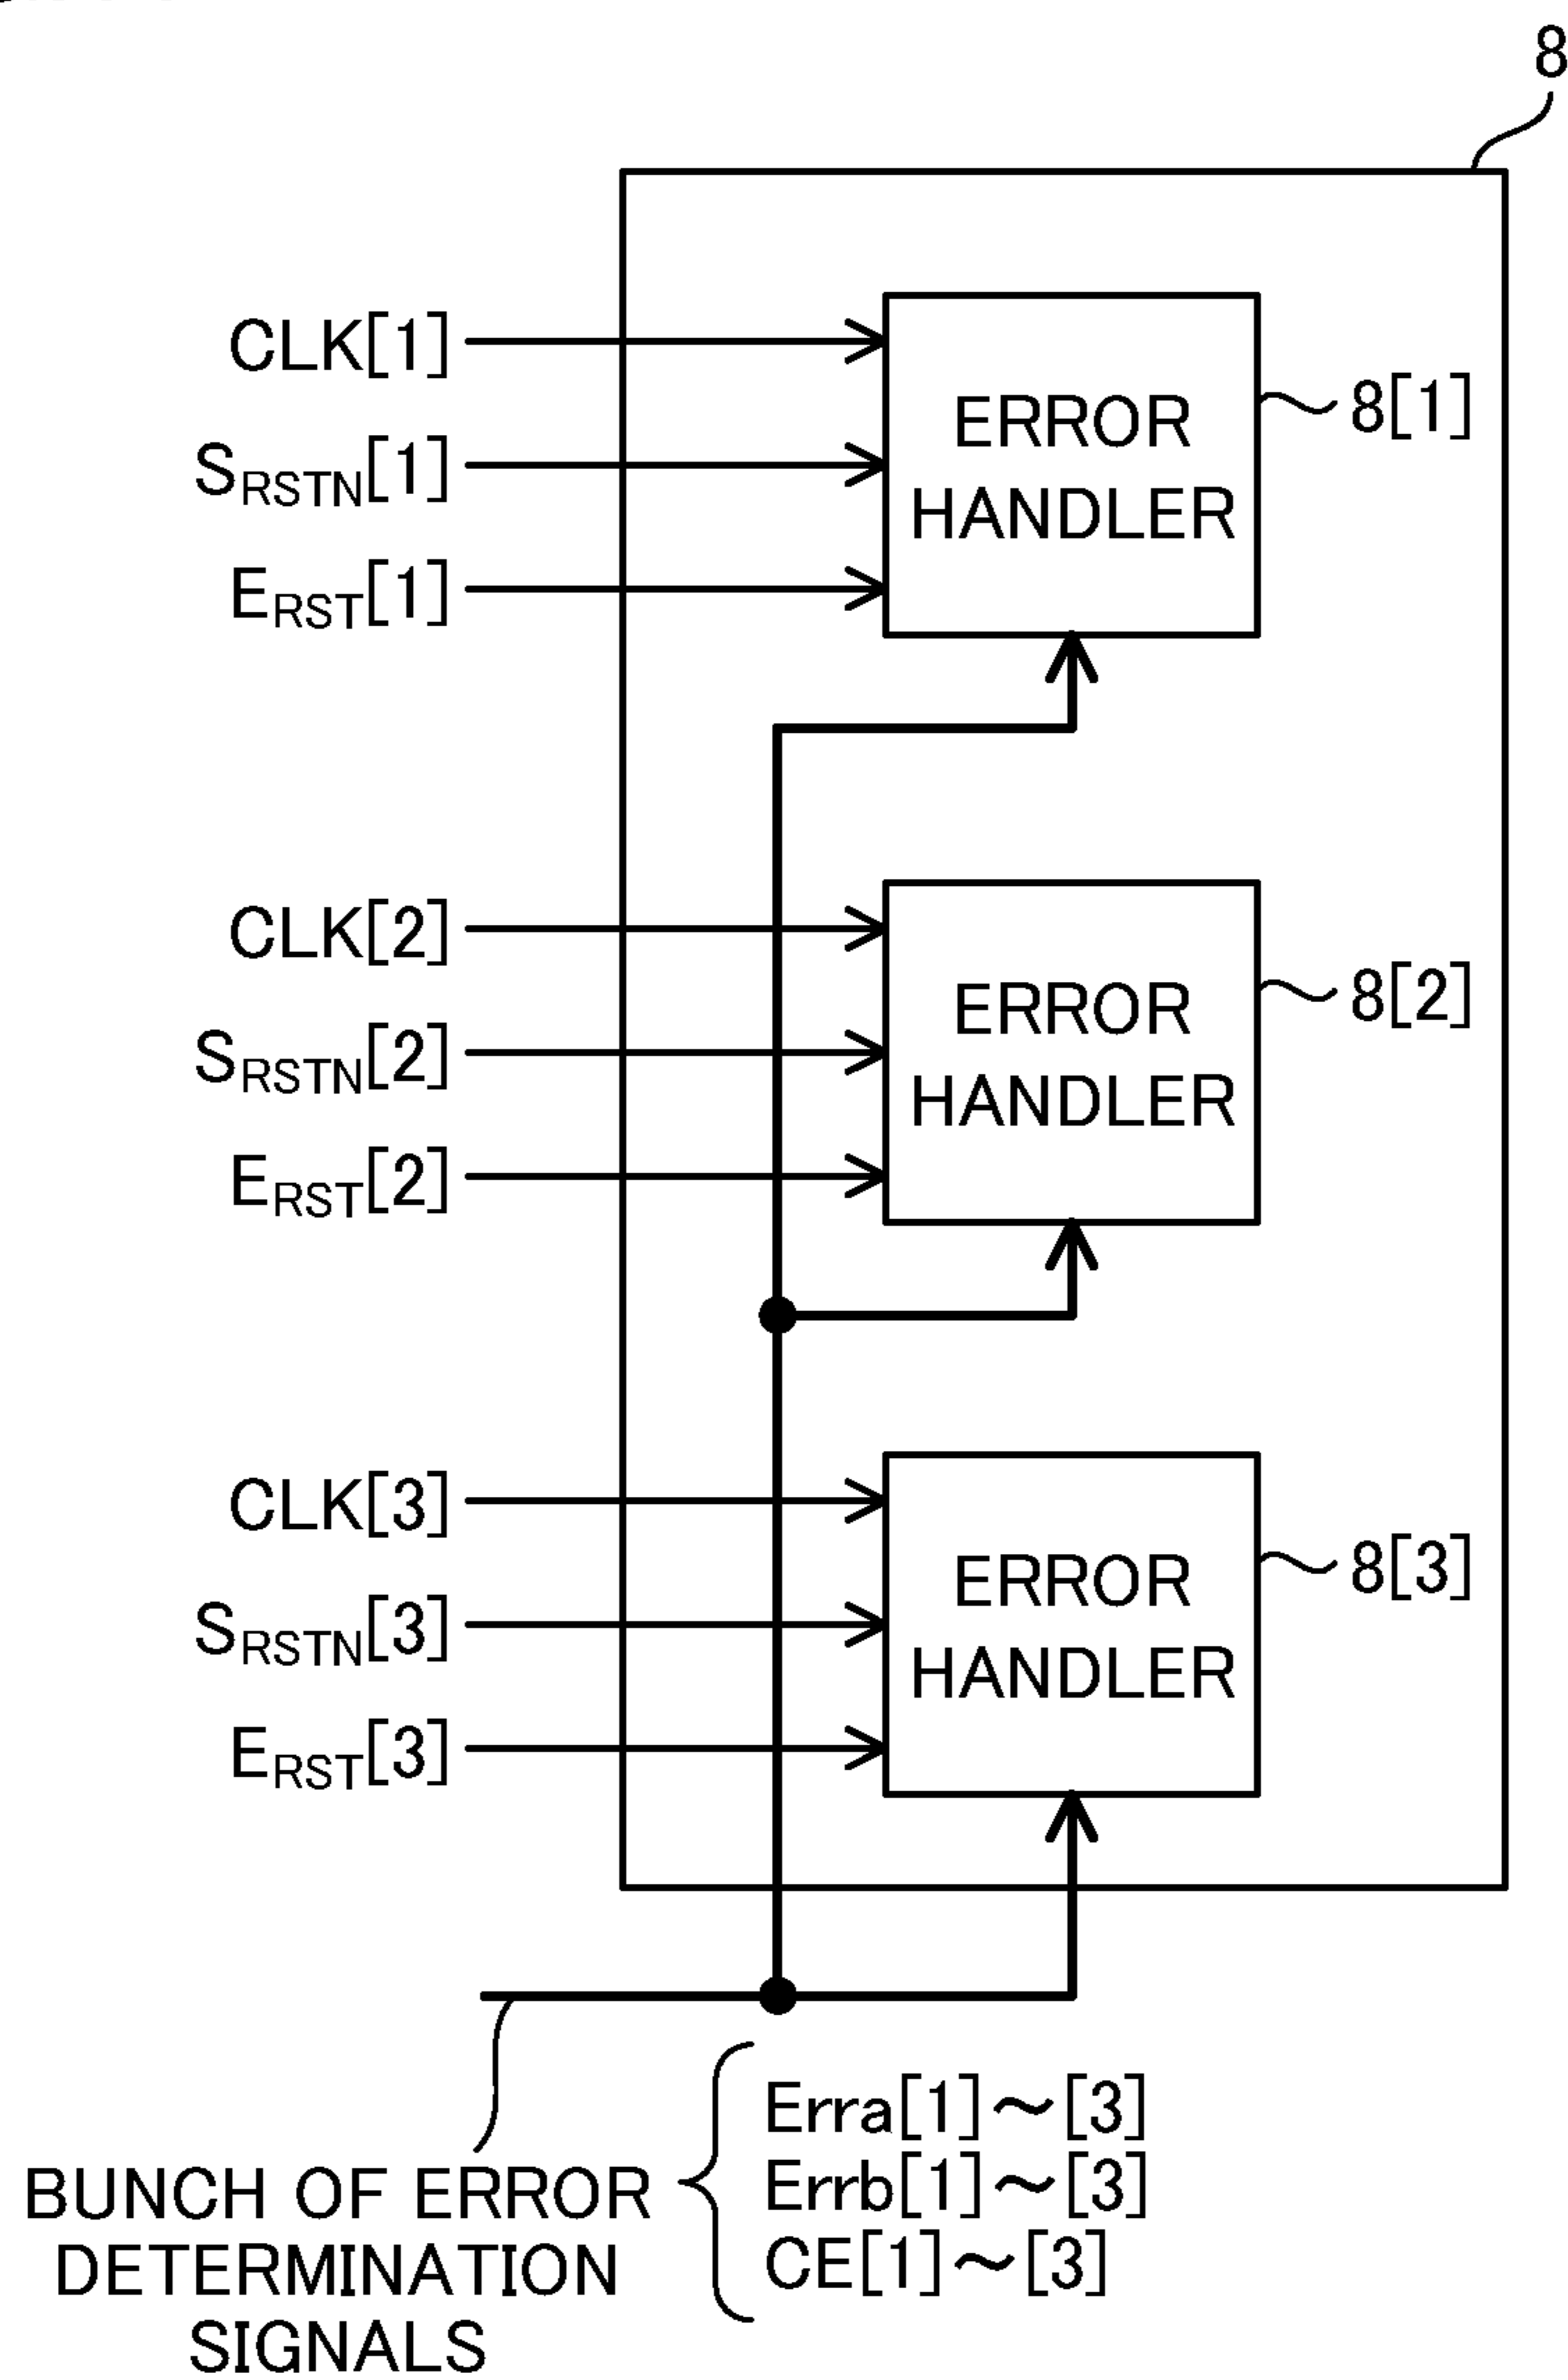 8
CLK[1]
SRSTN[1]
ERST[1]
ERROR
HANDLER
8[1]
CLK[2]
SRSTN[2]
ERST[2]
ERROR
HANDLER
8[2]
CLK[3]
SRSTN[3]
ERST[3]
ERROR
HANDLER
8[3]
BUNCH OF ERROR
DETERMINATION
SIGNALS
Erra[1]~[3]
Errb[1]~[3]
CE[1]~[3]